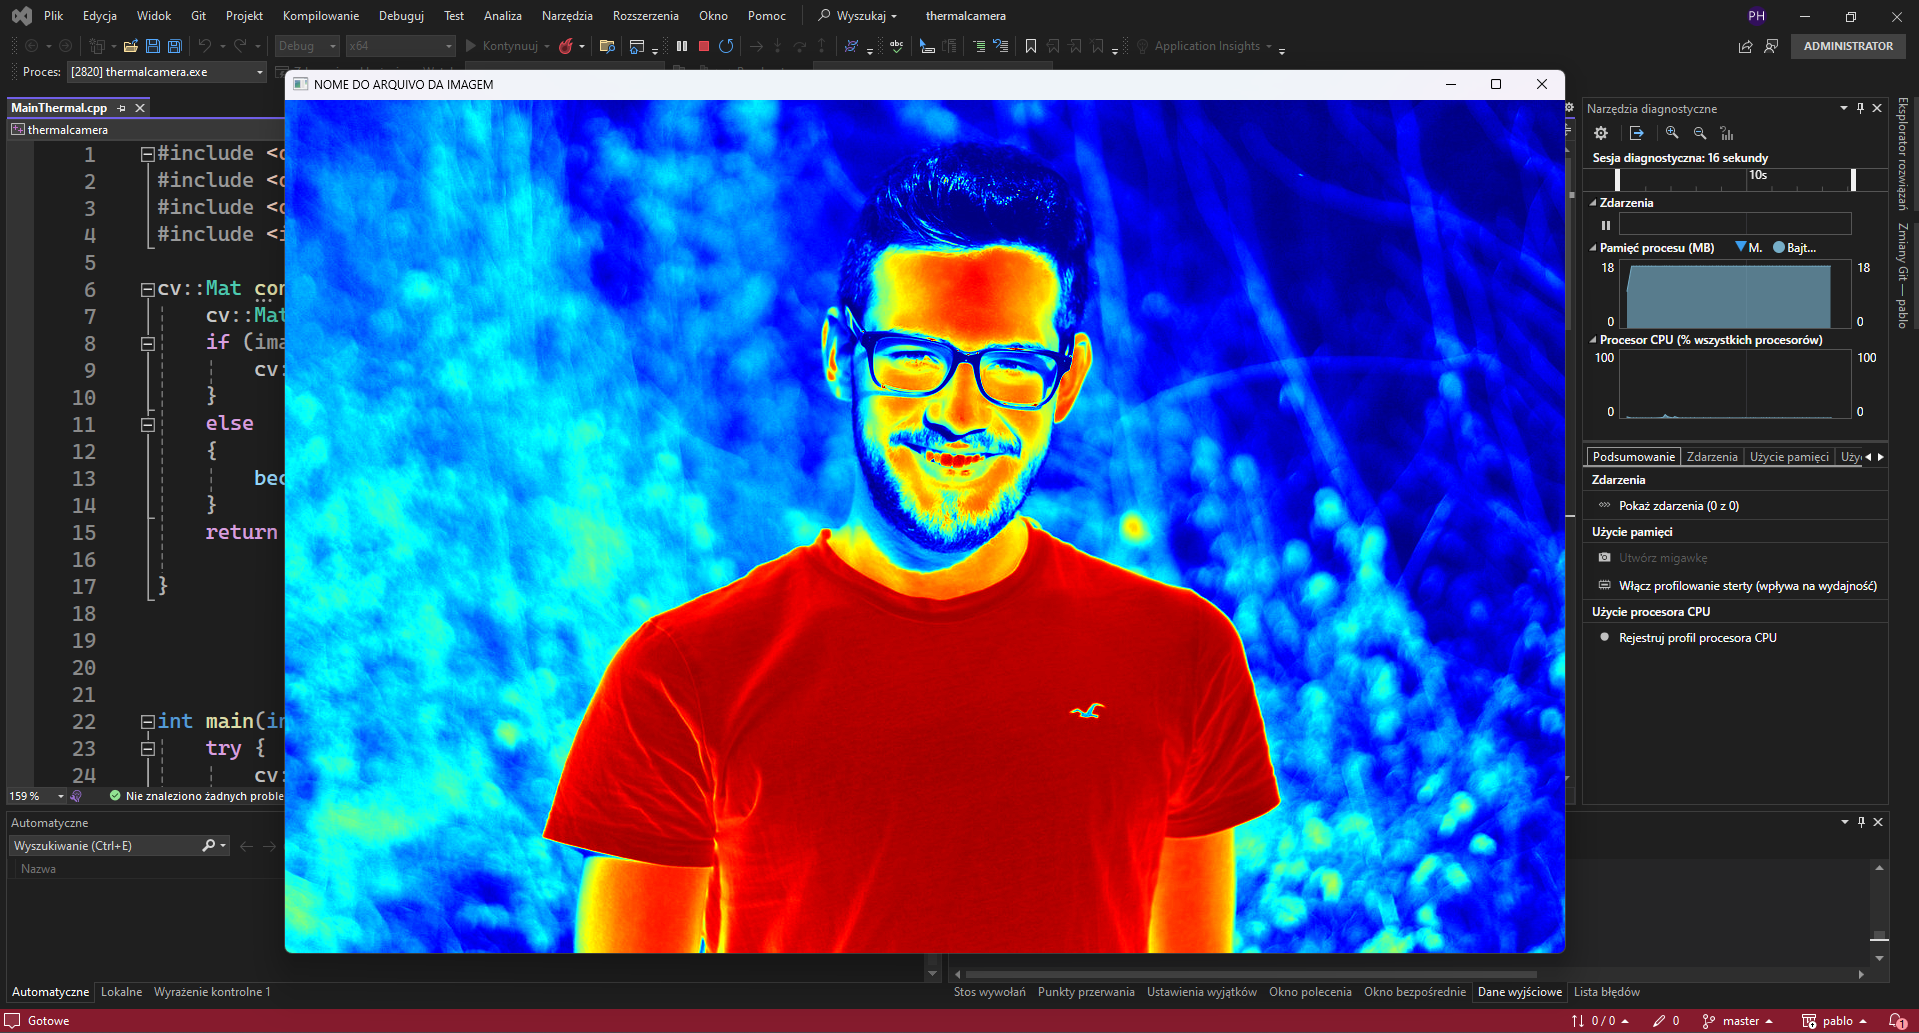 Plik Edycja Widok Git Projekt Kompilowanie Debuguj Test Analiza Narzędzia Rozszerzenia Okno Pomoc Wyszukaj thermalcamera PH
Debug x64 Kontynuuj Application Insights ADMINISTRATOR
Proces: [2820] thermalcamera.exe
NOME DO ARQUIVO DA IMAGEM
MainThermal.cpp
thermalcamera
1 #include <
2 #include <
3 #include <
4 #include <i
5
6 cv::Mat con
7 cv::Mat
8 if (ima
9 cv:
10 }
11 else
12 {
13 bec
14 }
15 return
16
17 }
18
19
20
21
22 int main(in
23 try {
24 cv:
159 % Nie znaleziono żadnych proble
Automatyczne
Wyszukiwanie (Ctrl+E)
Nazwa
Automatyczne Lokalne Wyrażenie kontrolne 1
Narzędzia diagnostyczne
Sesja diagnostyczna: 16 sekundy
10s
Zdarzenia
Pamięć procesu (MB) M. Bajt...
18 18
0 0
Procesor CPU (% wszystkich procesorów)
100 100
0 0
Podsumowanie Zdarzenia Użycie pamięci Uży
Zdarzenia
Pokaż zdarzenia (0 z 0)
Użycie pamięci
Utwórz migawkę
Włącz profilowanie sterty (wpływa na wydajność)
Użycie procesora CPU
Rejestruj profil procesora CPU
Eksplorator rozwiązań
Zmiany Git — pablo
Stos wywołań Punkty przerwania Ustawienia wyjątków Okno polecenia Okno bezpośrednie Dane wyjściowe Lista błędów
Gotowe 0 / 0 0 master pablo 1